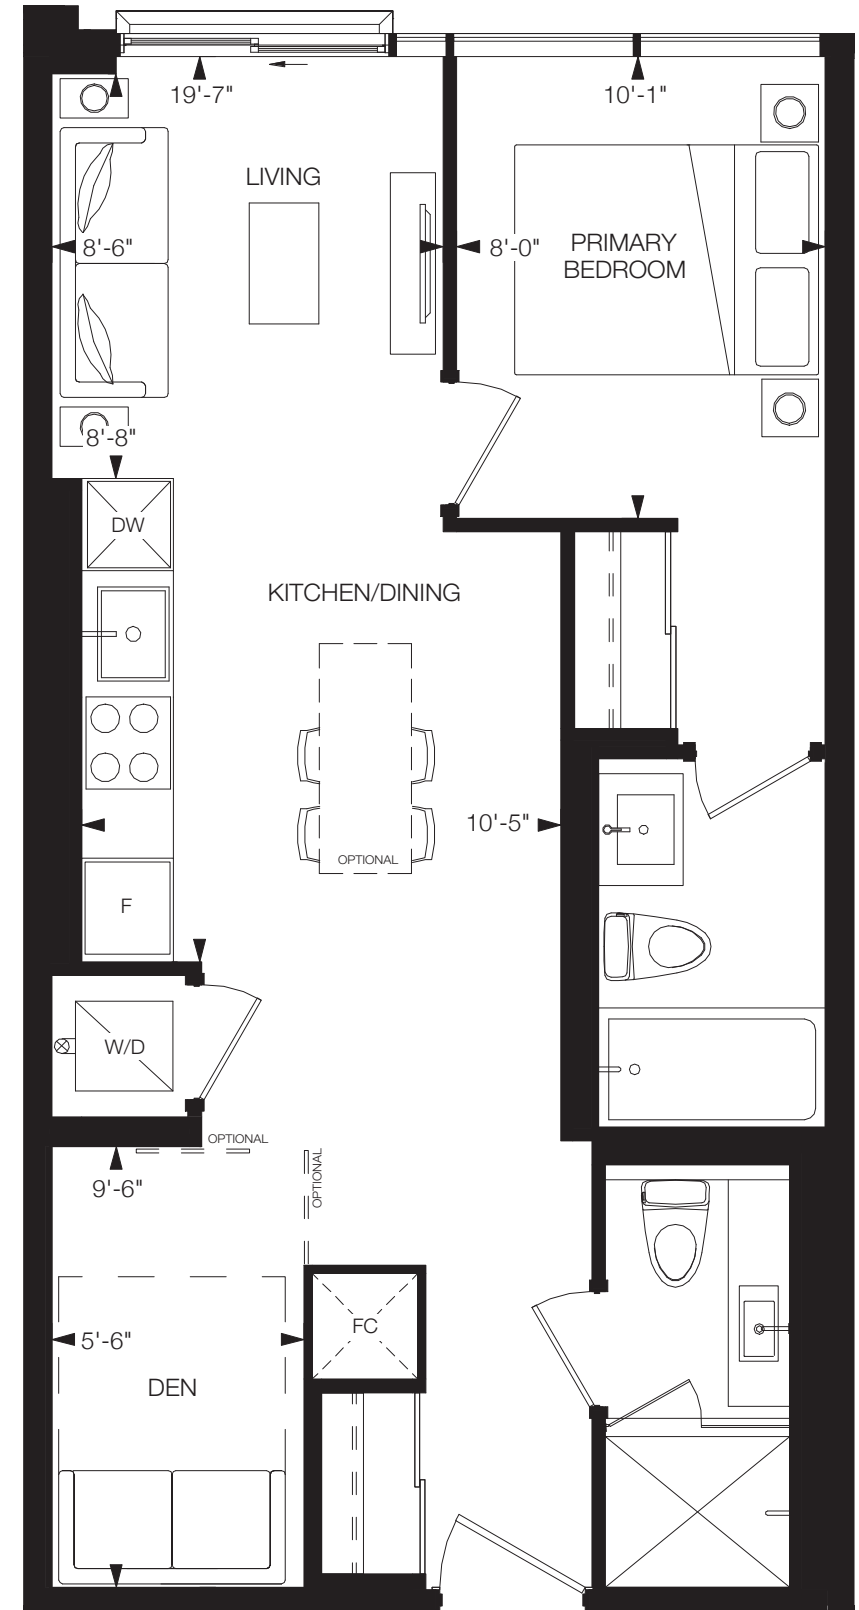 19'-7"
10'-1"
LIVING
8'-6"
8'-0"
PRIMARY
BEDROOM
8'-8"
DW
KITCHEN/DINING
10'-5"
OPTIONAL
F
W/D
OPTIONAL
OPTIONAL
9'-6"
FC
5'-6"
DEN